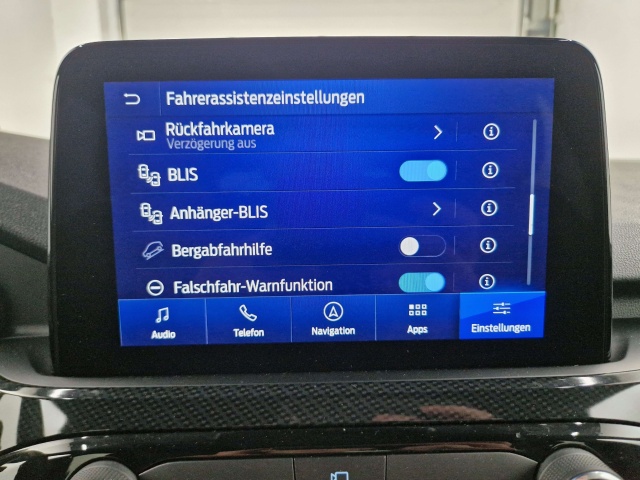 Fahrerassistenzeinstellungen
Rückfahrkamera
Verzögerung aus
BLIS
Anhänger-BLIS
Bergabfahrhilfe
Falschfahr-Warnfunktion
Audio
Telefon
Navigation
Apps
Einstellungen